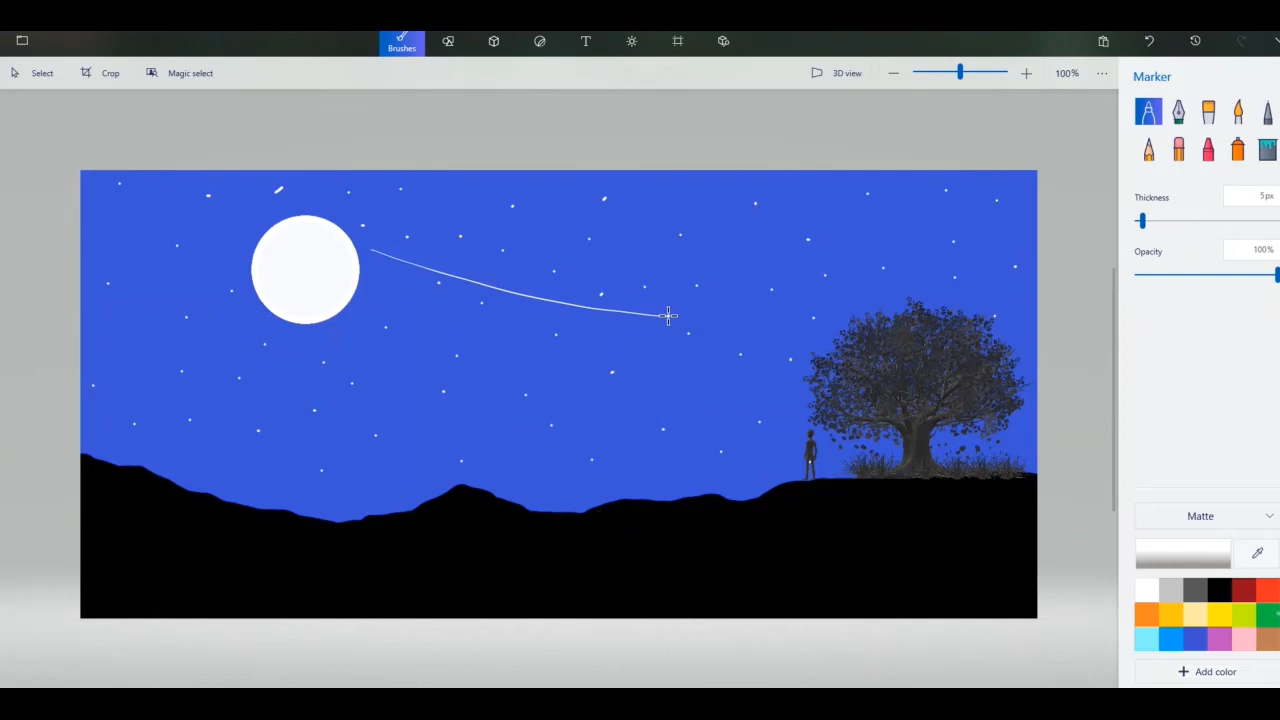 Brushes
Select
Crop
Magic select
3D view
100%
Marker
Thickness
5px
Opacity
100%
Matte
Add color